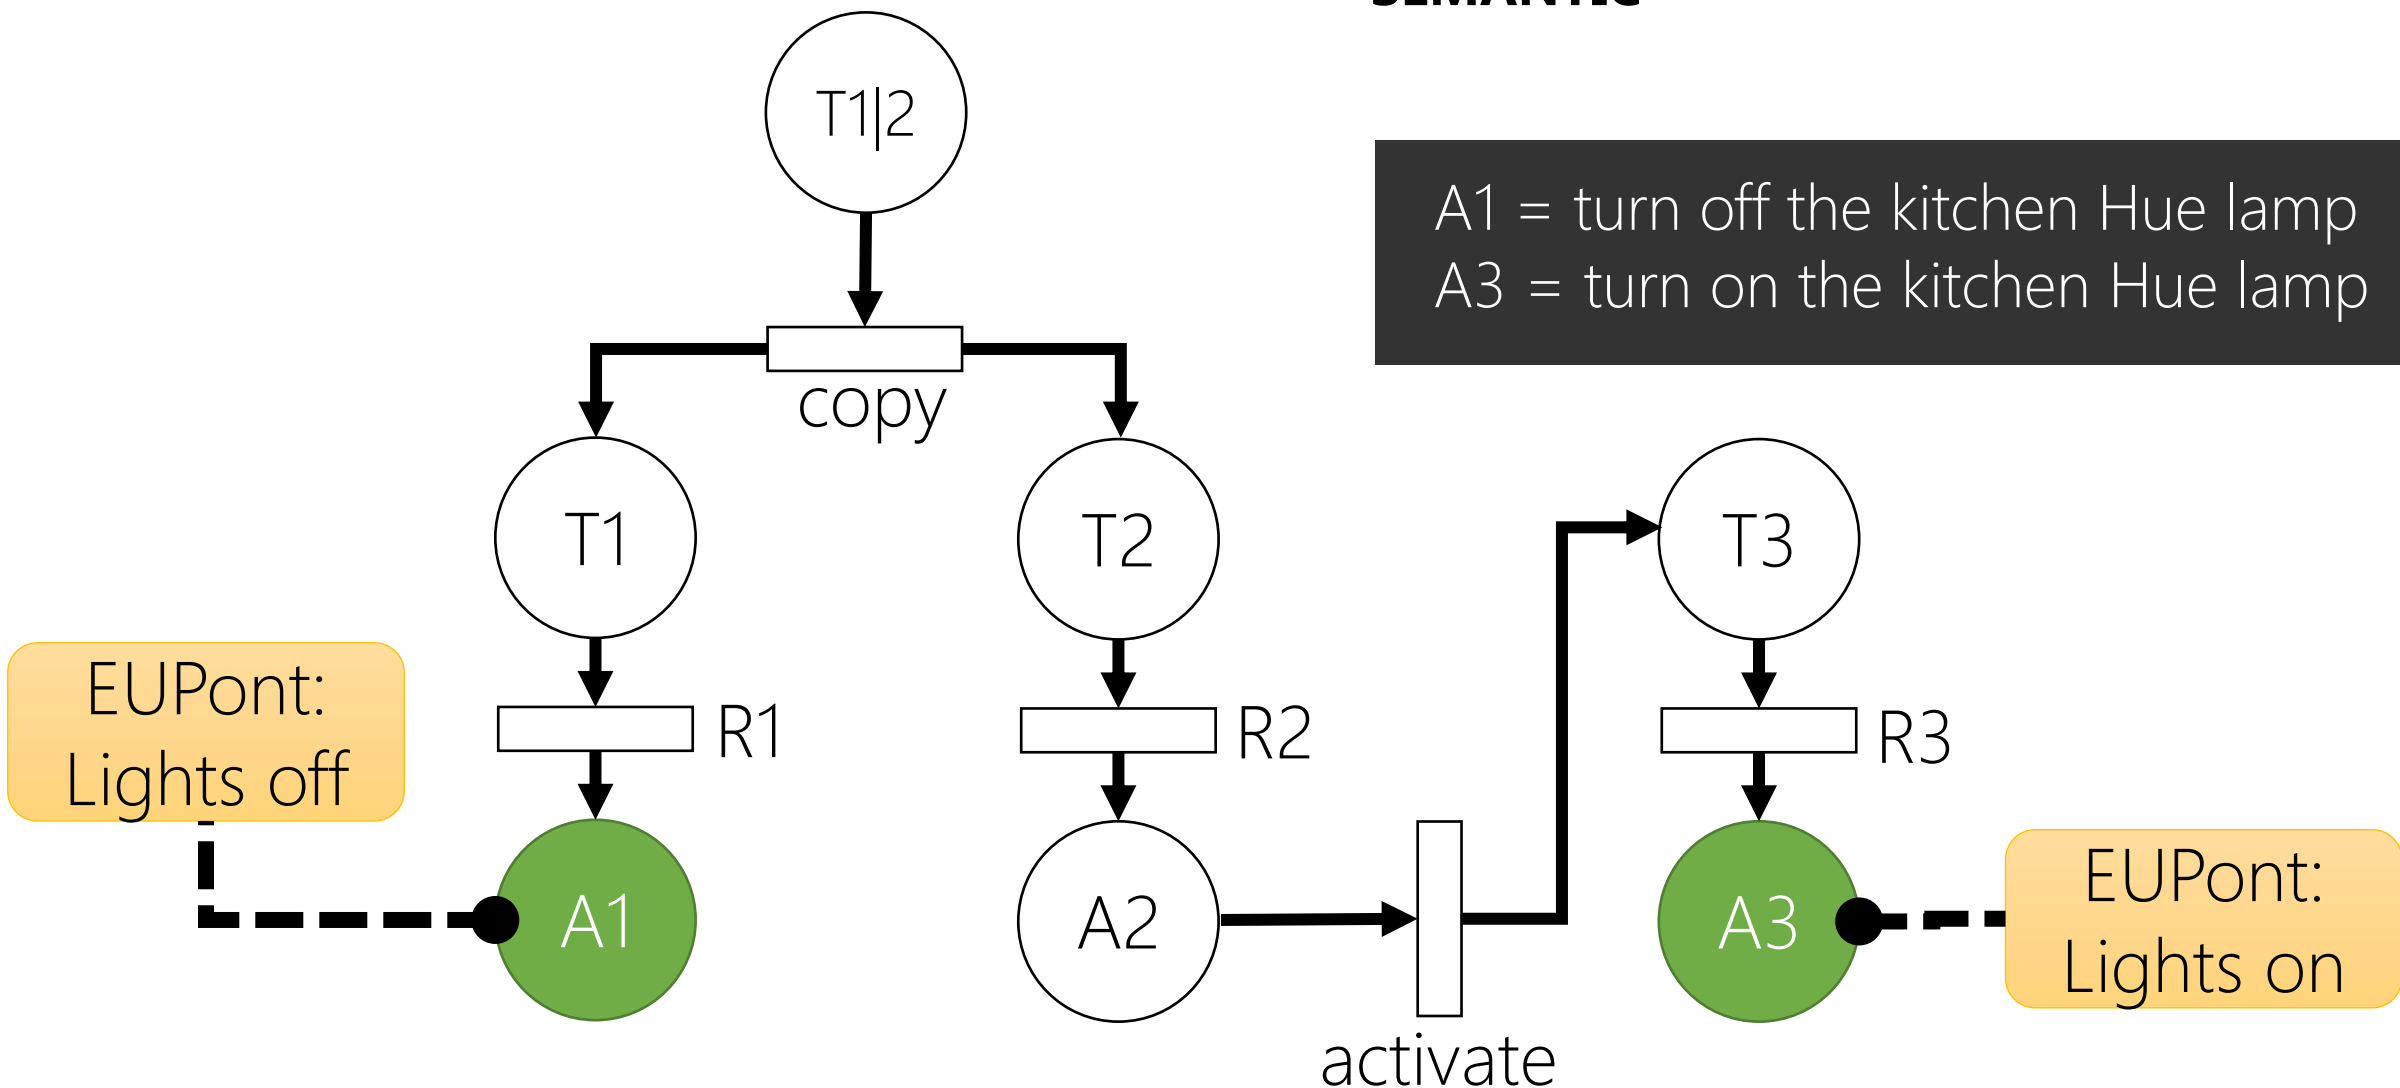 SEMANTIC
T1|2
A1 = turn off the kitchen Hue lamp
A3 = turn on the kitchen Hue lamp
copy
T1
T2
T3
EUPont:
Lights off
R1
R2
R3
A1
A2
A3
EUPont:
Lights on
activate